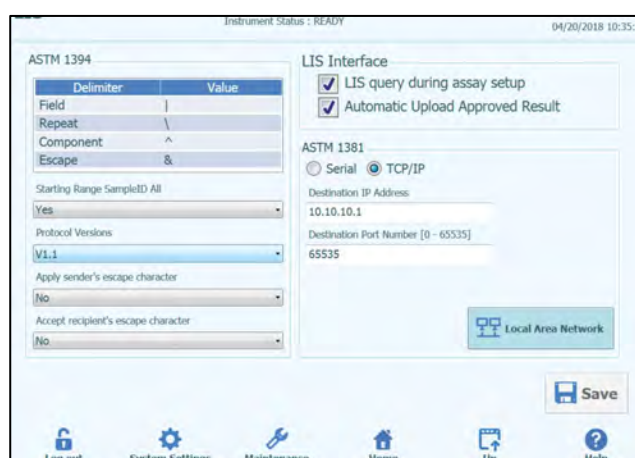 Instrument Status : READY
04/20/2018 10:35:
ASTM 1394
Delimiter Value
Field |
Repeat \
Component ^
Escape &
Starting Range SampleID All
Yes
Protocol Versions
V1.1
Apply sender's escape character
No
Accept recipient's escape character
No
LIS Interface
LIS query during assay setup
Automatic Upload Approved Result
ASTM 1381
Serial TCP/IP
Destination IP Address
10.10.10.1
Destination Port Number [0 - 65535]
65535
Local Area Network
Save
Log out System Settings Maintenance Home Up Help